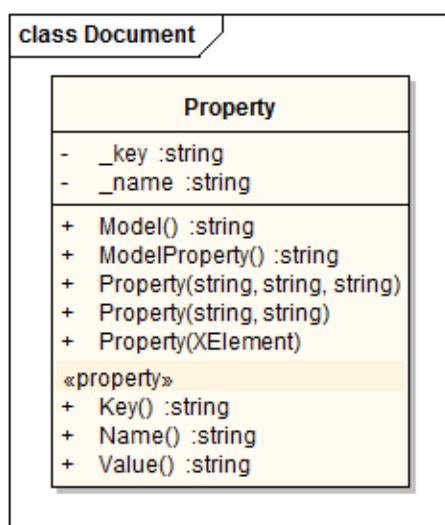 class Document
Property
- _key :string
- _name :string
+ Model() :string
+ ModelProperty() :string
+ Property(string, string, string)
+ Property(string, string)
+ Property(XElement)
«property»
+ Key() :string
+ Name() :string
+ Value() :string